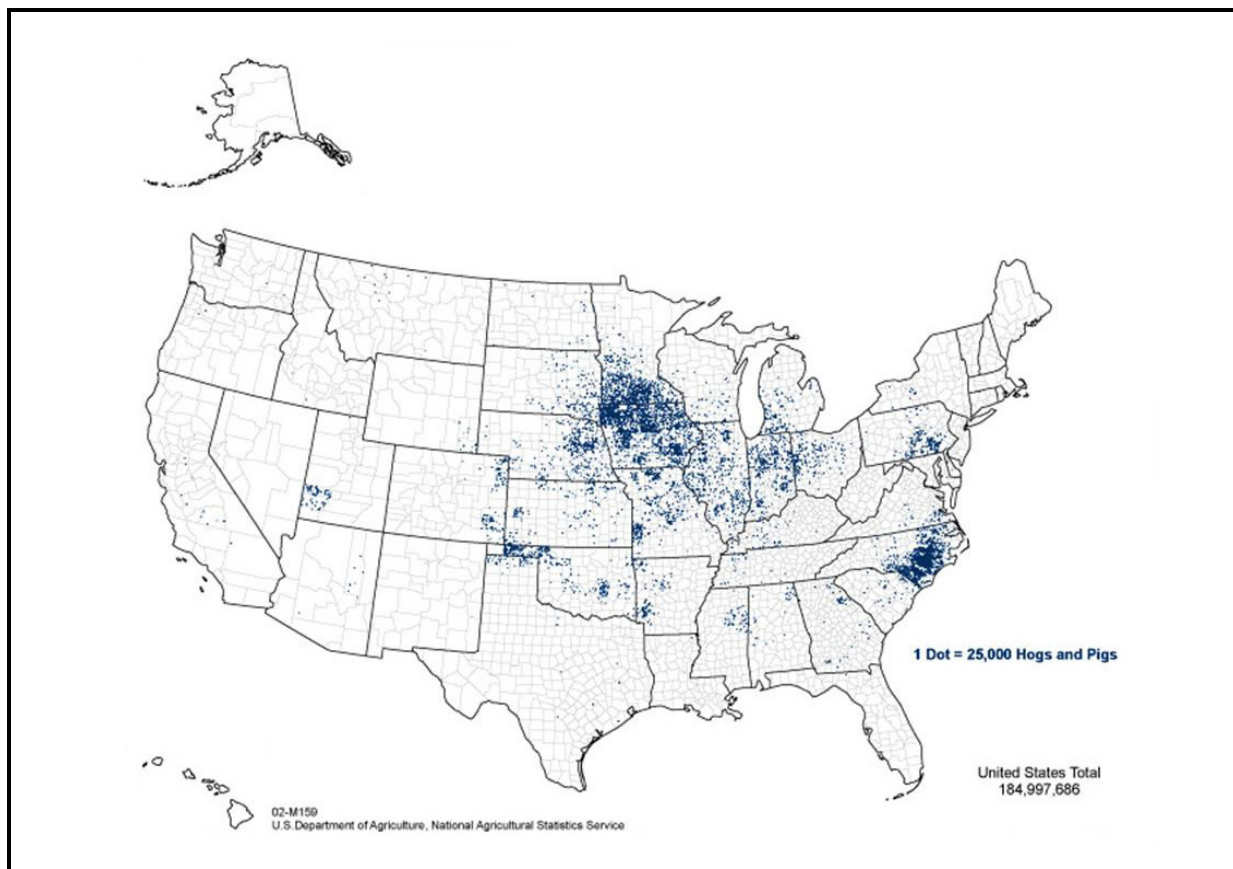 1 Dot = 25,000 Hogs and Pigs
United States Total
184,997,686
02-M159
U.S.Department of Agriculture, National Agricultural Statistics Service